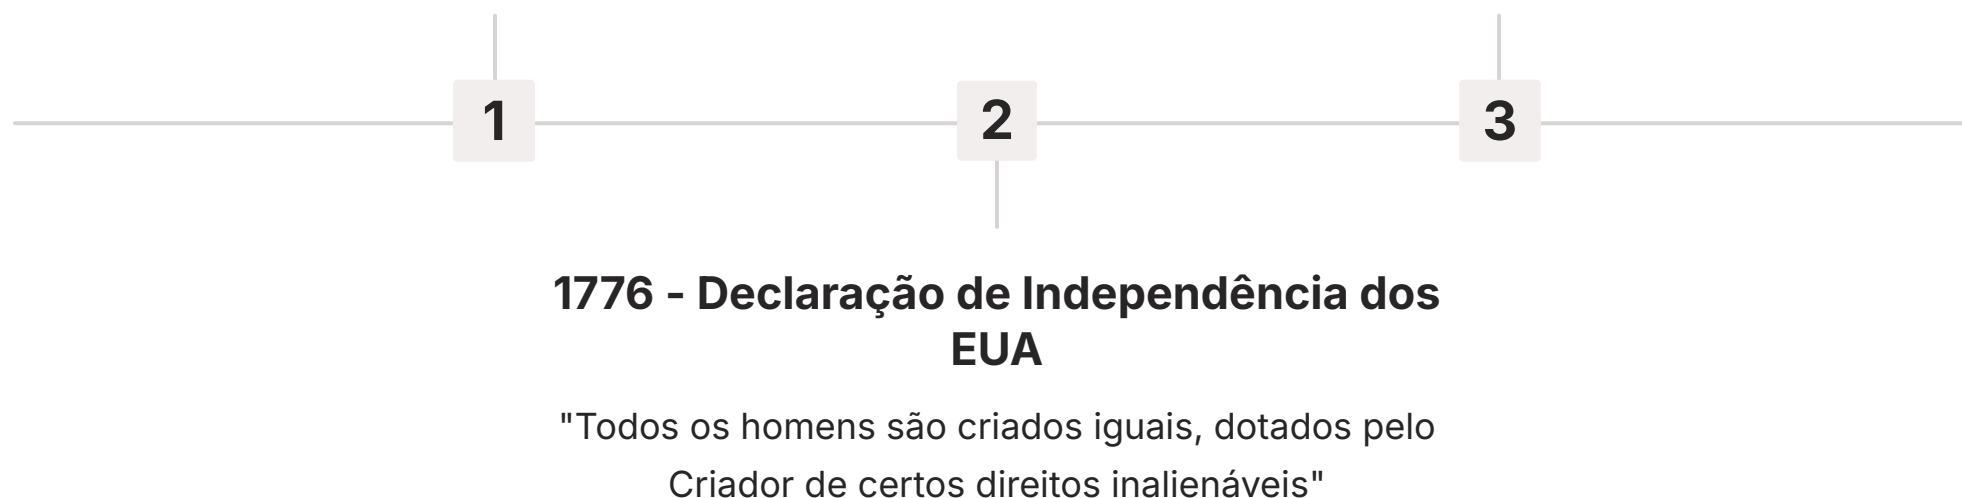 1
2
3
1776 - Declaração de Independência dos
EUA
"Todos os homens são criados iguais, dotados pelo
Criador de certos direitos inalienáveis"